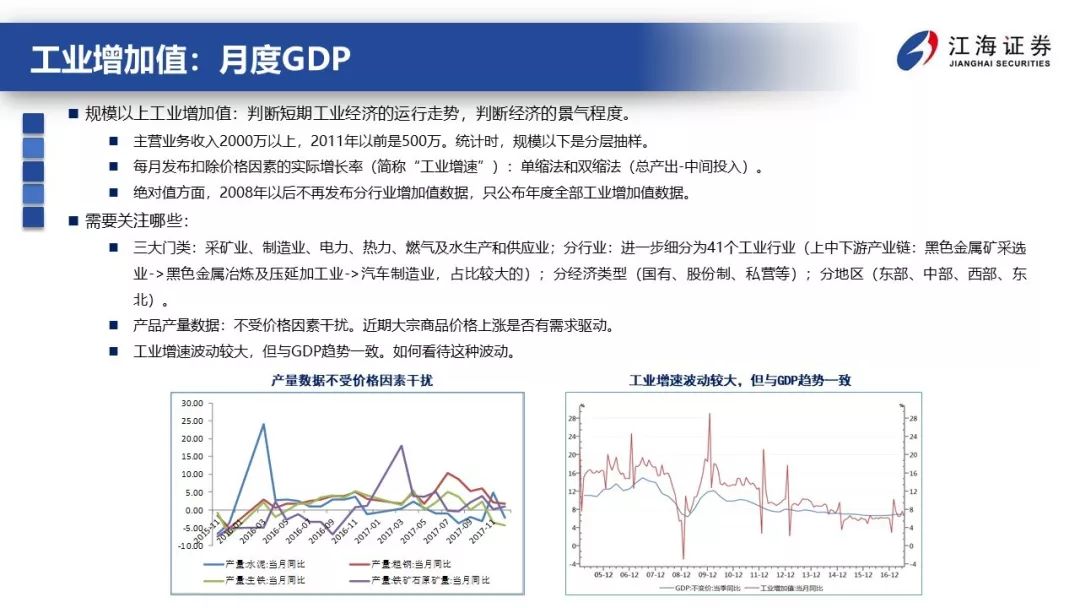 工业增加值：月度GDP
江海证券
JIANGHAI SECURITIES
规模以上工业增加值：判断短期工业经济的运行走势，判断经济的景气程度。
主营业务收入2000万以上，2011年以前是500万。统计时，规模以下是分层抽样。
每月发布扣除价格因素的实际增长率（简称“工业增速”）：单缩法和双缩法（总产出-中间投入）。
绝对值方面，2008年以后不再发布分行业增加值数据，只公布年度全部工业增加值数据。
需要关注哪些：
三大门类：采矿业、制造业、电力、热力、燃气及水生产和供应业；分行业：进一步细分为41个工业行业（上中下游产业链：黑色金属矿采选
业->黑色金属冶炼及压延加工业->汽车制造业，占比较大的）；分经济类型（国有、股份制、私营等）；分地区（东部、中部、西部、东
北）。
产品产量数据：不受价格因素干扰。近期大宗商品价格上涨是否有需求驱动。
工业增速波动较大，但与GDP趋势一致。如何看待这种波动。
产量数据不受价格因素干扰
30.00
25.00
20.00
15.00
10.00
5.00
0.00
-5.00
-10.00
2015-11 2016-01 2016-03 2016-05 2016-07 2016-09 2016-11 2017-01 2017-03 2017-05 2017-07 2017-09 2017-11
产量:水泥:当月同比
产量:粗钢:当月同比
产量:生铁:当月同比
产量:铁矿石原矿量:当月同比
工业增速波动较大，但与GDP趋势一致
% %
28 28
24 24
20 20
16 16
12 12
8 8
4 4
0 0
-4 -4
05-12 06-12 07-12 08-12 09-12 10-12 11-12 12-12 13-12 14-12 15-12 16-12
GDP:不变价:当季同比 工业增加值:当月同比